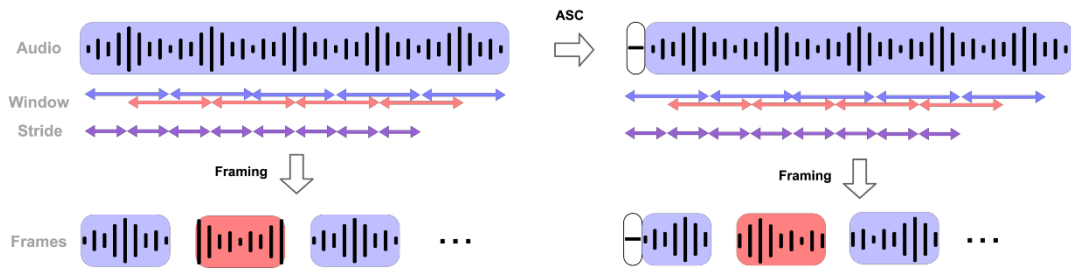 ASC
Audio
Window
Stride
Framing
Framing
Frames
...
...